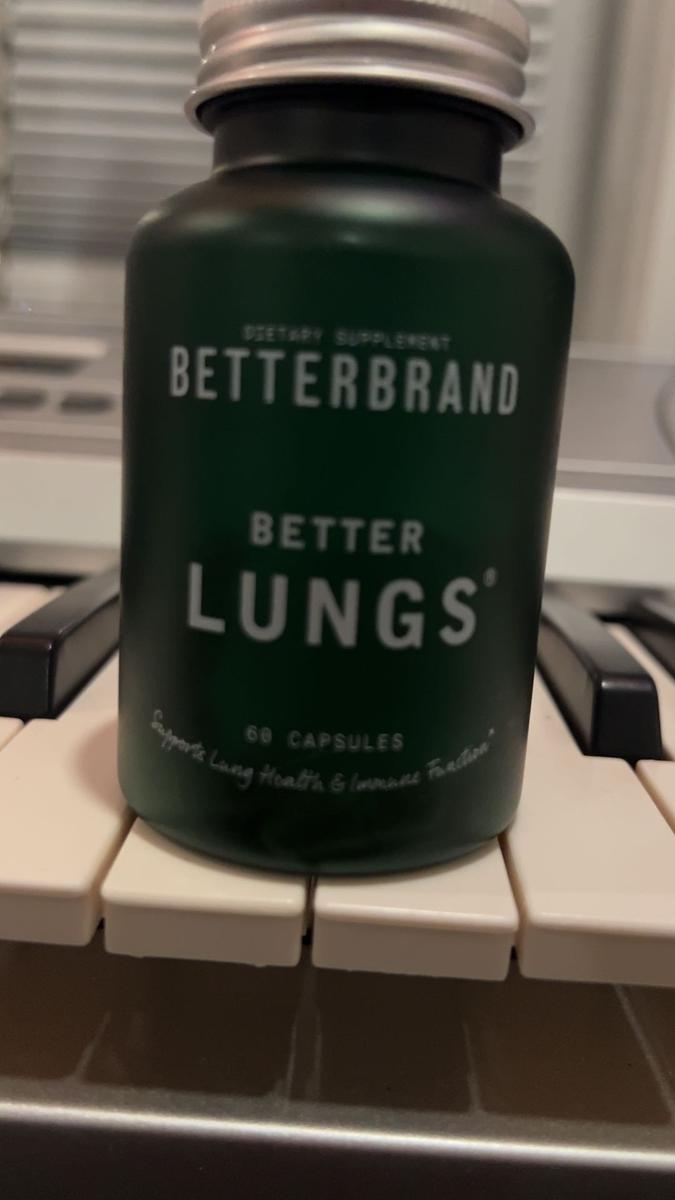 DIETARY SUPPLEMENT
BETTERBRAND
BETTER
LUNGS®
60 CAPSULES
Supports Lung Health & Immune Function*